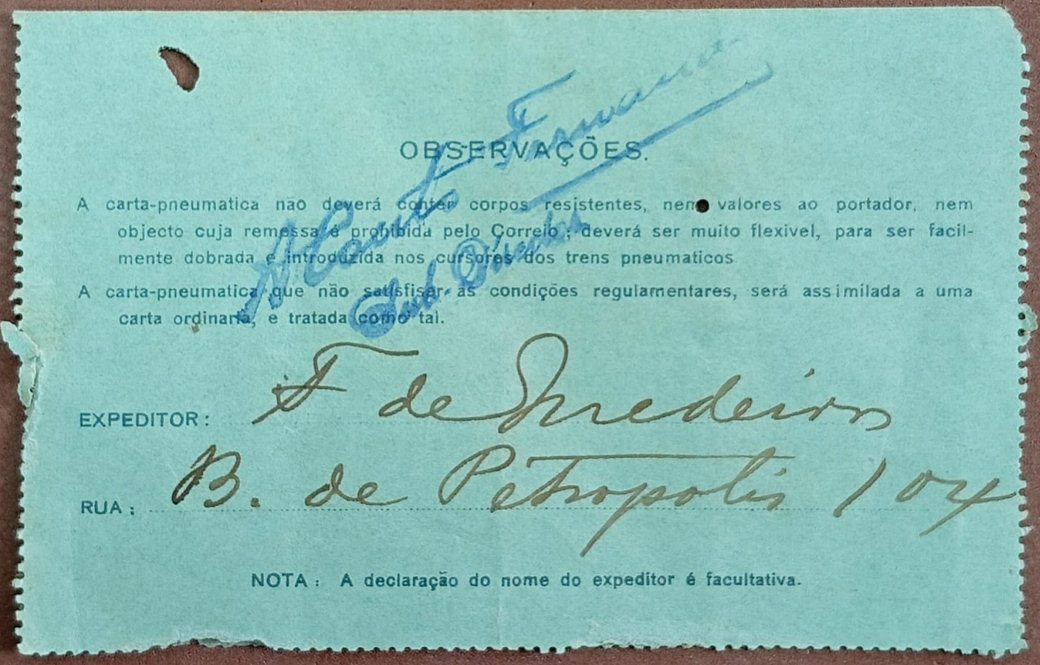 OBSERVAÇÕES.
A carta-pneumatica não deverá conter corpos resistentes, nem valores ao portador, nem
objecto cuja remessa é prohibida pelo Correio; deverá ser muito flexivel, para ser facil-
mente dobrada e introduzida nos cursores dos trens pneumaticos
A carta-pneumatica que não satisfisar as condições regulamentares, será assimilada a uma
carta ordinaria, e tratada como tal.
EXPEDITOR: F de Medeiros
RUA: B. de Petropolis 104
NOTA: A declaração do nome do expeditor é facultativa.